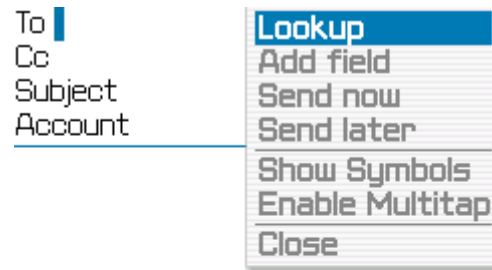 To
Cc
Subject
Account
Lookup
Add field
Send now
Send later
Show Symbols
Enable Multitap
Close